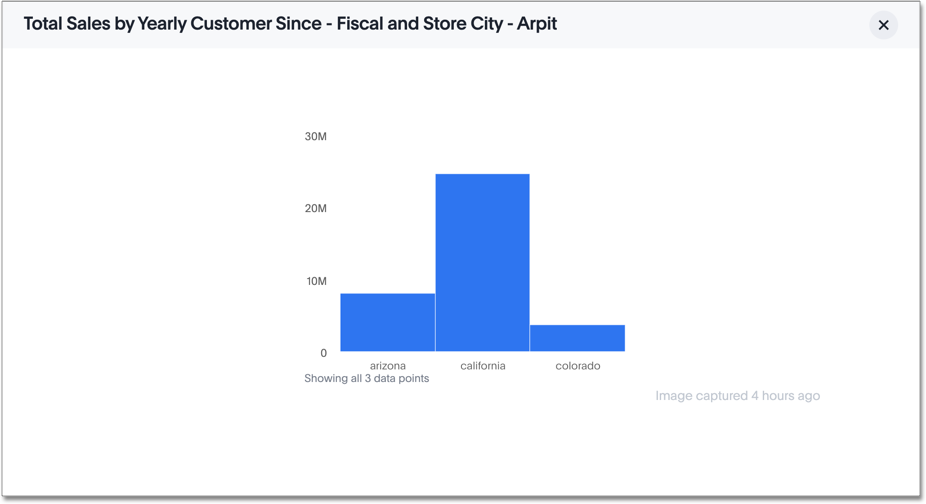 Total Sales by Yearly Customer Since - Fiscal and Store City - Arpit
30M
20M
10M
0
arizona california colorado
Showing all 3 data points
Image captured 4 hours ago